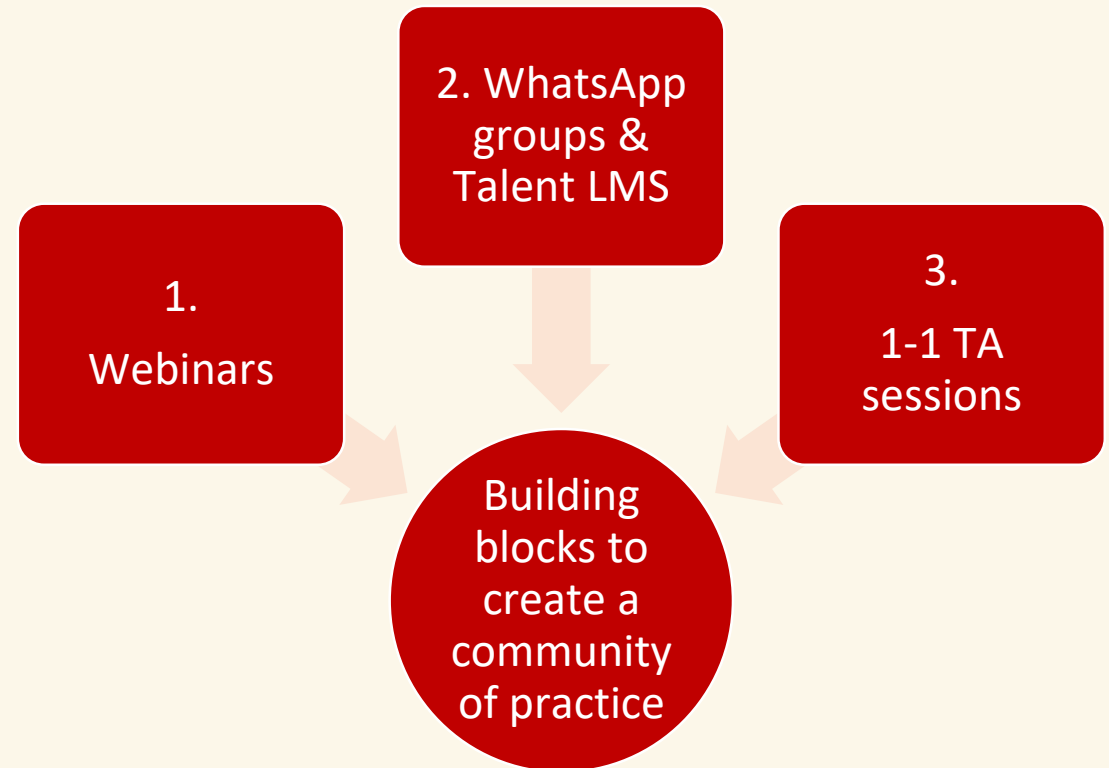 1.
Webinars
2. WhatsApp
groups &
Talent LMS
3.
1-1 TA
sessions
Building
blocks to
create a
community
of practice